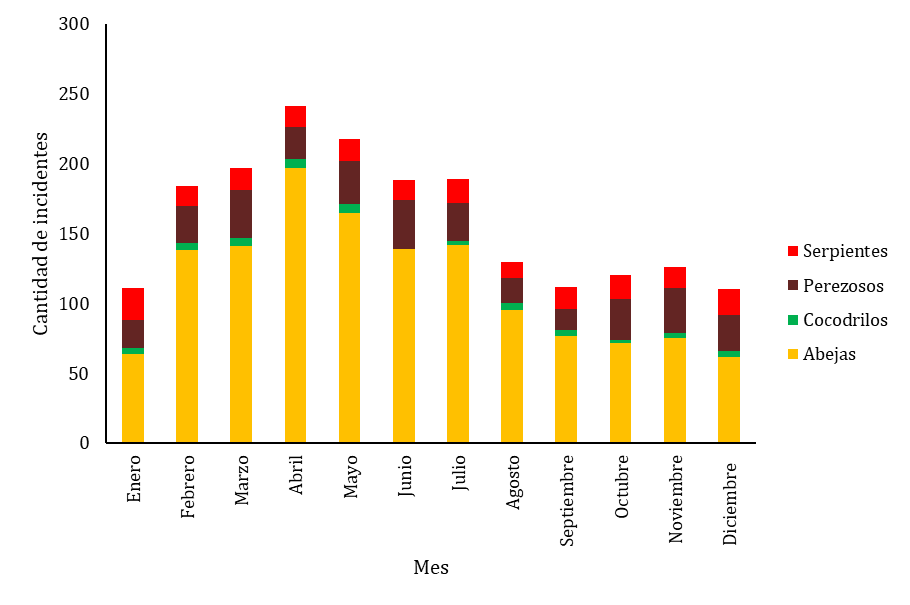 300
250
200
150
100
50
0
Cantidad de incidentes
Enero
Febrero
Marzo
Abril
Mayo
Junio
Julio
Agosto
Septiembre
Octubre
Noviembre
Diciembre
Mes
Serpientes
Perezosos
Cocodrilos
Abejas